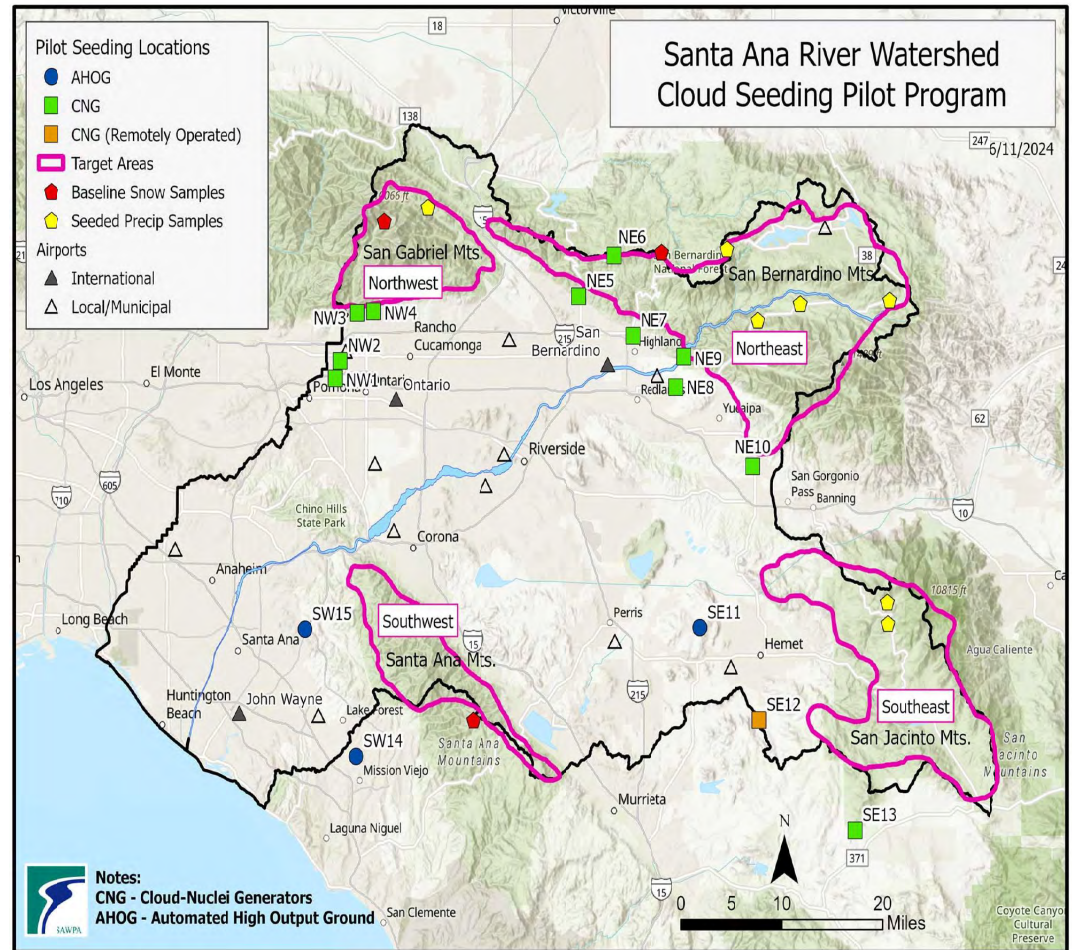 Santa Ana River Watershed
Cloud Seeding Pilot Program
6/11/2024
Pilot Seeding Locations
AHOG
CNG
CNG (Remotely Operated)
Target Areas
Baseline Snow Samples
Seeded Precip Samples
Airports
International
Local/Municipal
Victorville
18
138
247
15
San Gabriel Mts.
Northwest
NW3
NW4
NW2
NW1
NE6
San Bernardino Mts.
38
NE5
NE7
Highland
NE9
NE8
Northeast
215
San
Bernardino
Rancho
Cucamonga
Ontario
El Monte
Los Angeles
Yucaipa
62
NE10
San Gorgonio
Pass
Banning
10
Riverside
605
Chino Hills
State Park
Corona
Anaheim
Long Beach
Santa Ana
SW15
Southwest
Santa Ana Mts.
15
Perris
SE11
Hemet
10815 ft
Agua Caliente
Huntington
Beach
John Wayne
Lake Forest
SW14
Mission Viejo
Santa Ana
Mountains
215
SE12
Southeast
San Jacinto Mts.
Murrieta
SE13
371
Laguna Niguel
San Clemente
15
N
0 5 10 20
Miles
Coyote Canyon
Cultural
Preserve
SAWPA
Notes:
CNG - Cloud-Nuclei Generators
AHOG - Automated High Output Ground